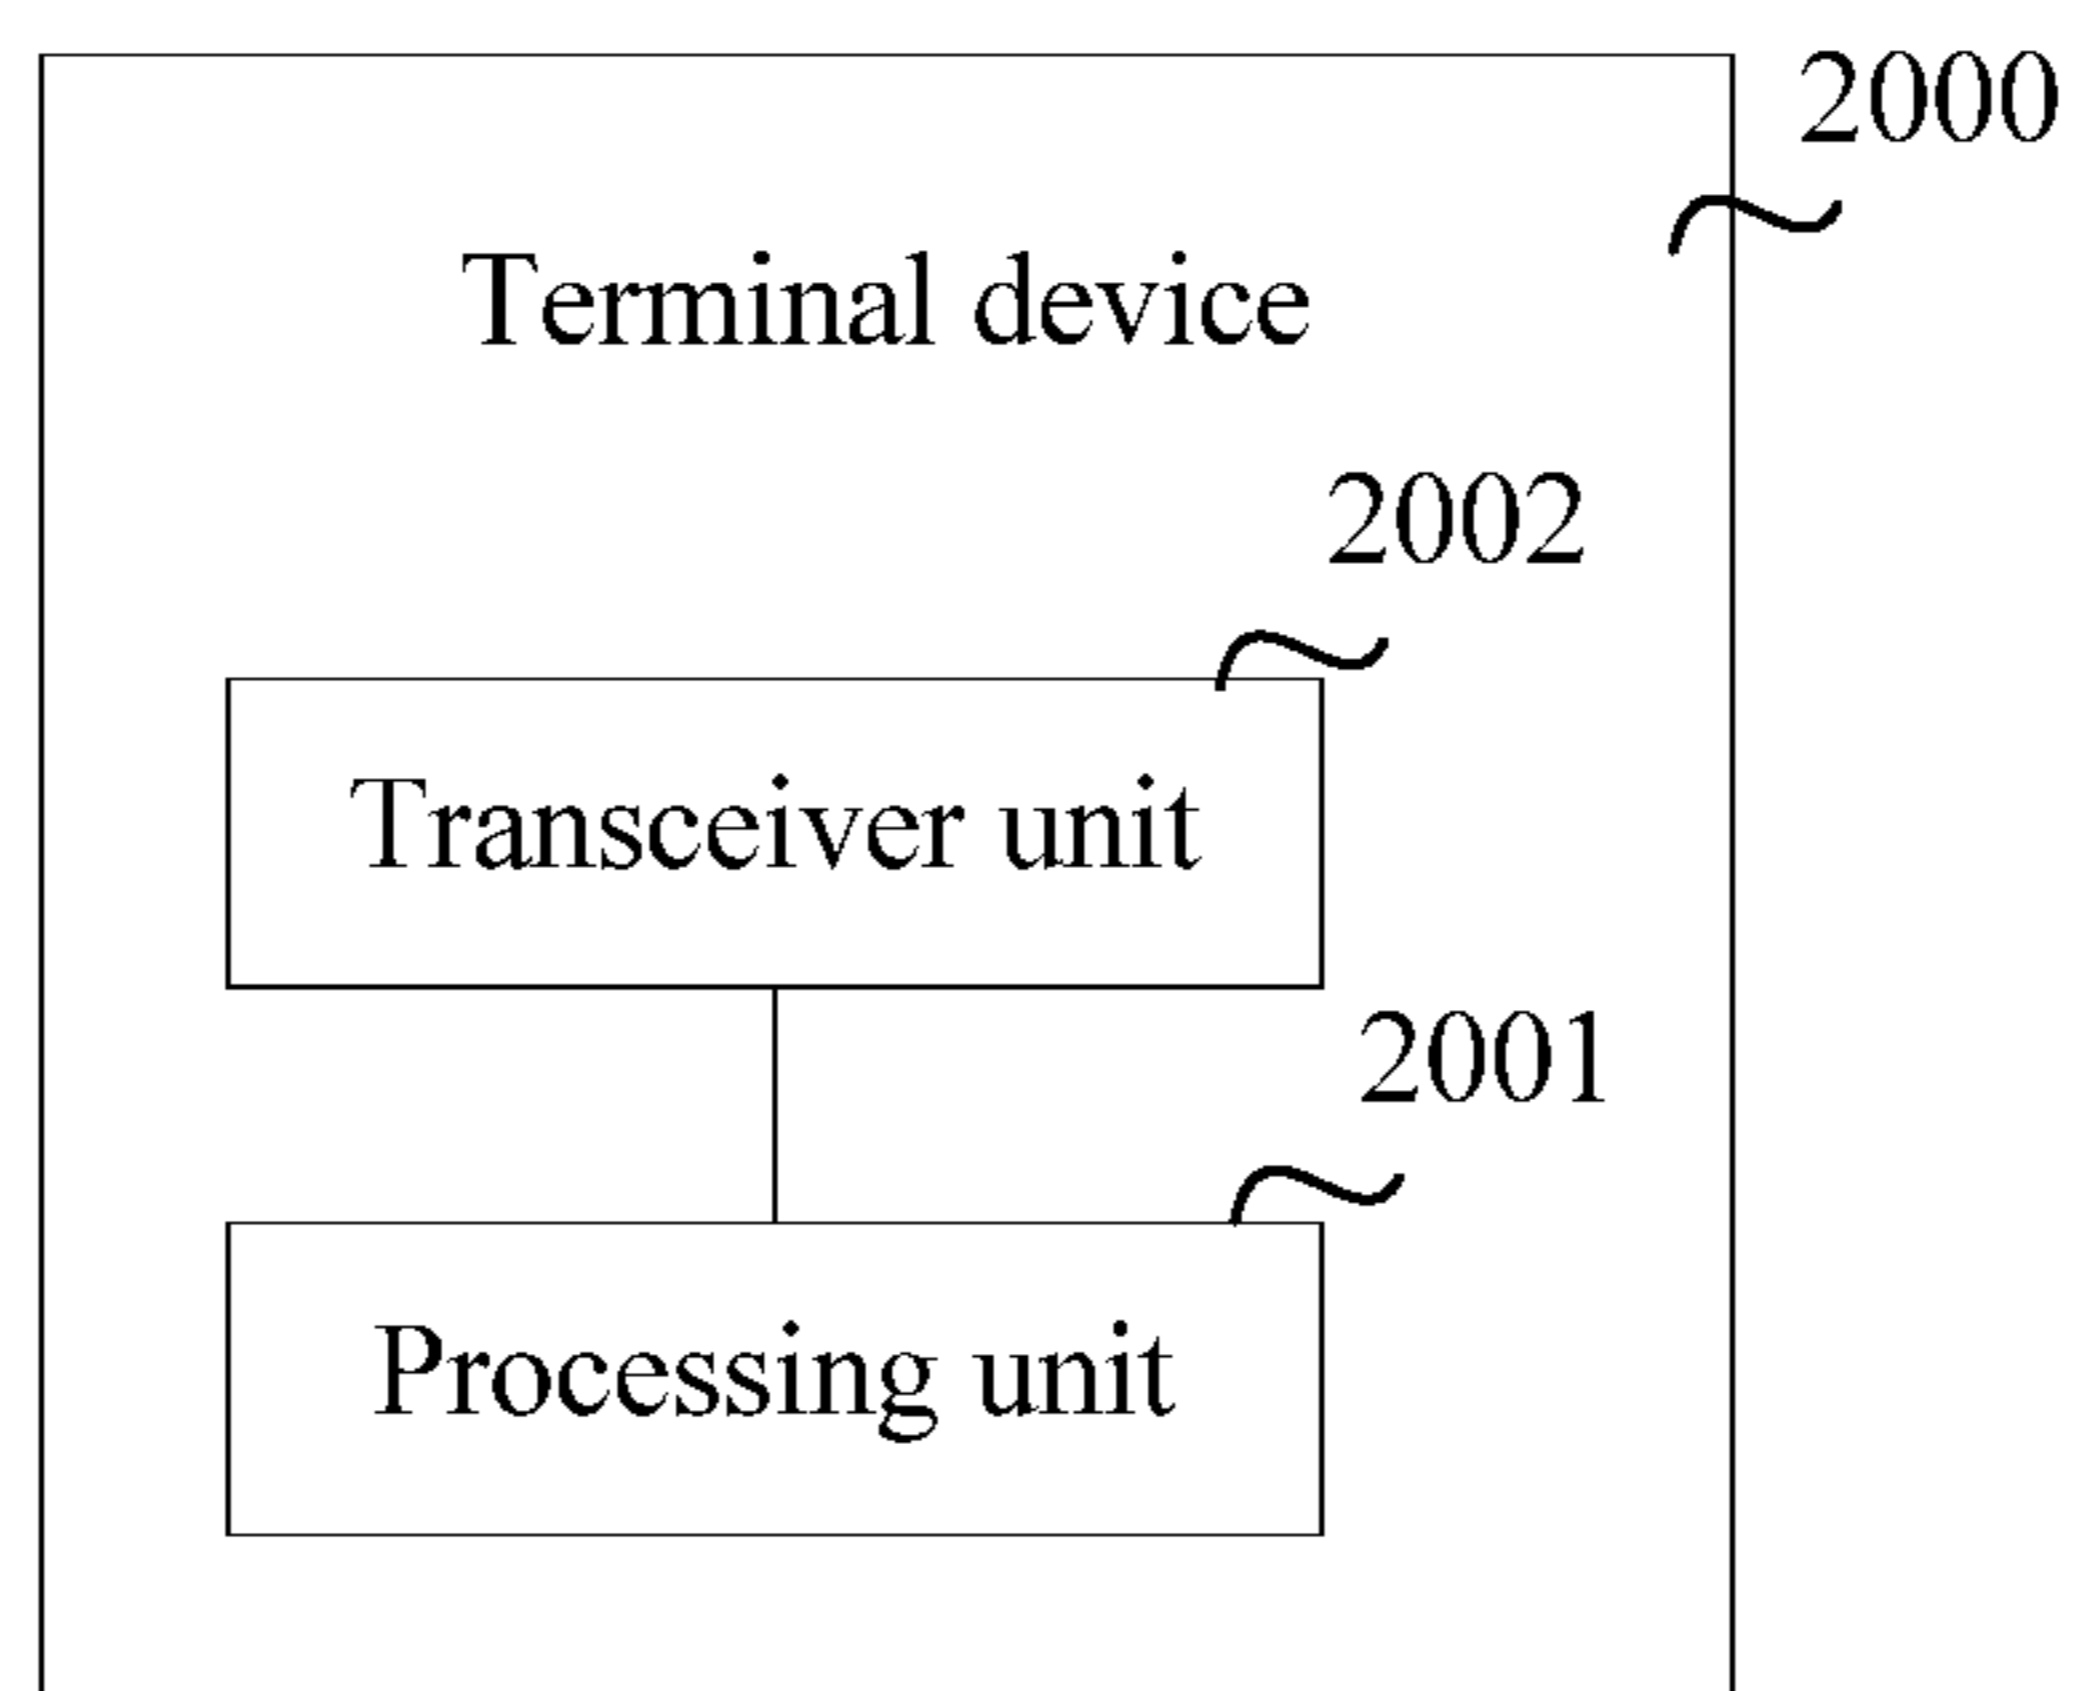 2000
Terminal device
2002
Transceiver unit
2001
Processing unit